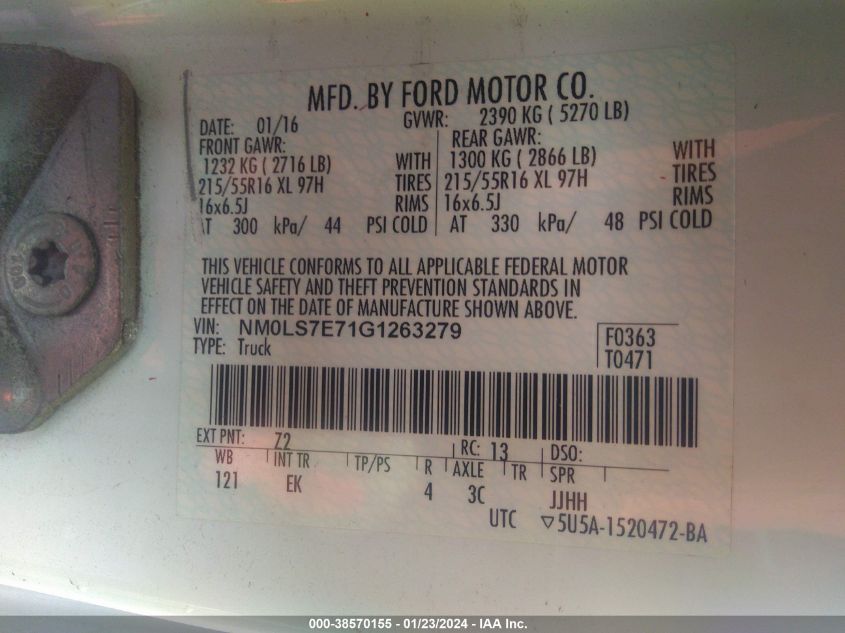 MFD. BY FORD MOTOR CO.
DATE: 01/16 GVWR: 2390 KG ( 5270 LB)
FRONT GAWR: REAR GAWR:
1232 KG ( 2716 LB) WITH 1300 KG ( 2866 LB) WITH
215/55R16 XL 97H TIRES 215/55R16 XL 97H TIRES
16x6.5J RIMS 16x6.5J RIMS
AT 300 kPa/ 44 PSI COLD AT 330 kPa/ 48 PSI COLD
THIS VEHICLE CONFORMS TO ALL APPLICABLE FEDERAL MOTOR
VEHICLE SAFETY AND THEFT PREVENTION STANDARDS IN
EFFECT ON THE DATE OF MANUFACTURE SHOWN ABOVE.
VIN: NM0LS7E71G1263279
TYPE: Truck
F0363
T0471
EXT PNT: Z2 RC: 13 DSO:
WB INT TR TP/PS R AXLE TR SPR
121 EK 4 3C JJHH
UTC ▽5U5A-1520472-BA
000-38570155 - 01/23/2024 - IAA Inc.